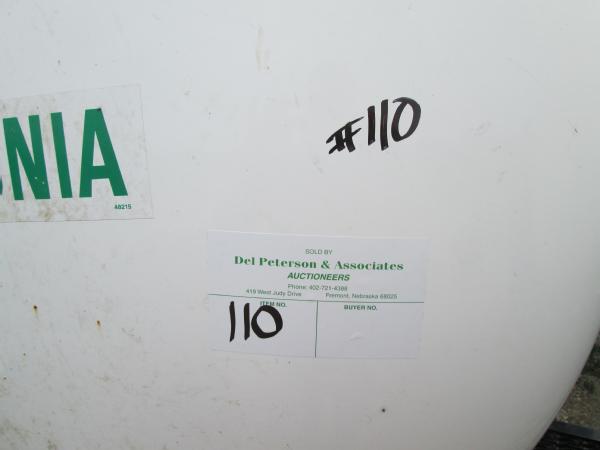 #110
NIA
48215
SOLD BY
Del Peterson & Associates
AUCTIONEERS
Phone: 402-721-4388
419 West Judy Drive Fremont, Nebraska 68025
ITEM NO. BUYER NO.
110